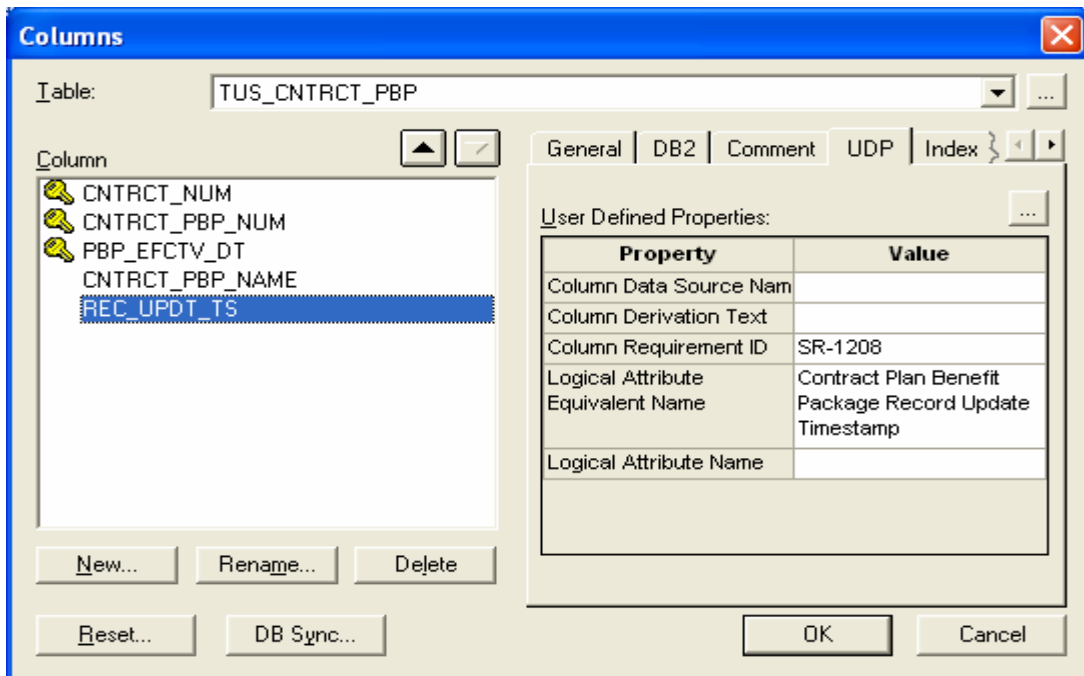 Columns
Table: TUS_CNTRCT_PBP ...
Column
CNTRCT_NUM
CNTRCT_PBP_NUM
PBP_EFCTV_DT
CNTRCT_PBP_NAME
REC_UPDT_TS
New... Rename... Delete
Reset... DB Sync...
General DB2 Comment UDP Index
User Defined Properties: ...
Property Value
Column Data Source Nam
Column Derivation Text
Column Requirement ID SR-1208
Logical Attribute Contract Plan Benefit
Equivalent Name Package Record Update
Timestamp
Logical Attribute Name
OK Cancel